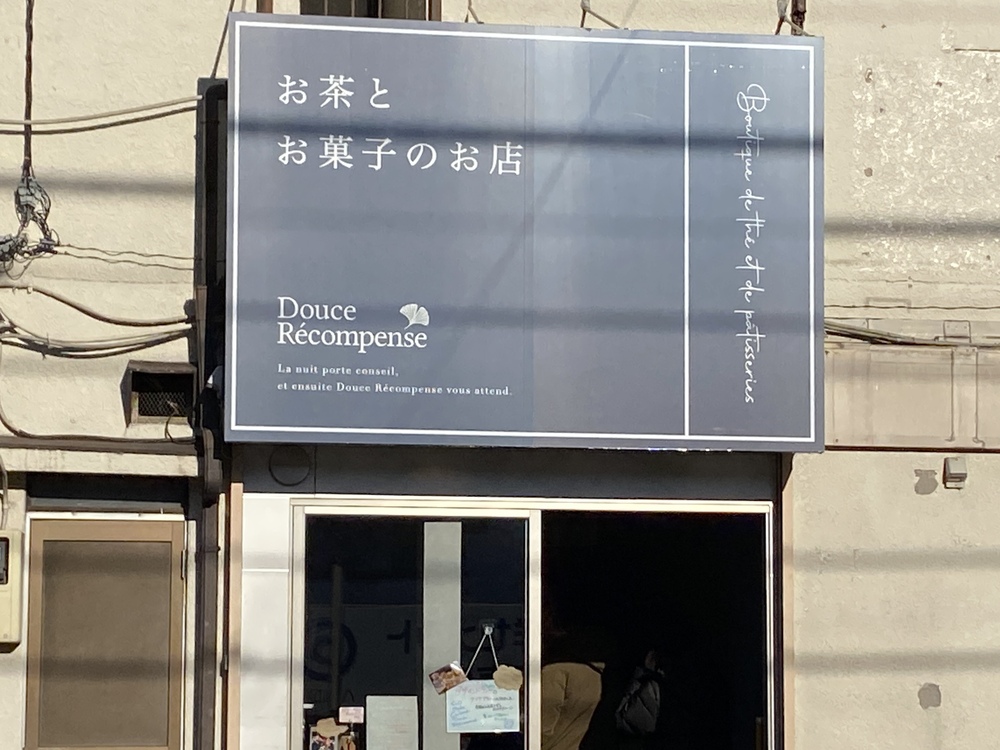 お茶と
お菓子のお店
Douce
Récompense
La nuit porte conseil,
et ensuite Douce Récompense vous attend.
Boutique de thé et de pâtisseries